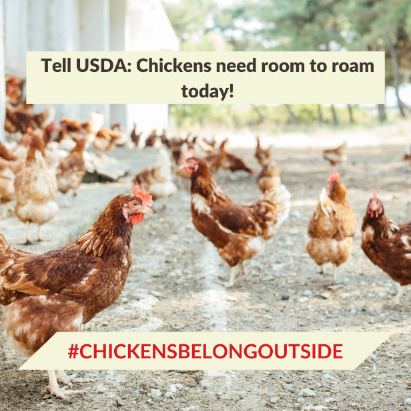 Tell USDA: Chickens need room to roam
today!
#CHICKENSBELONGOUTSIDE